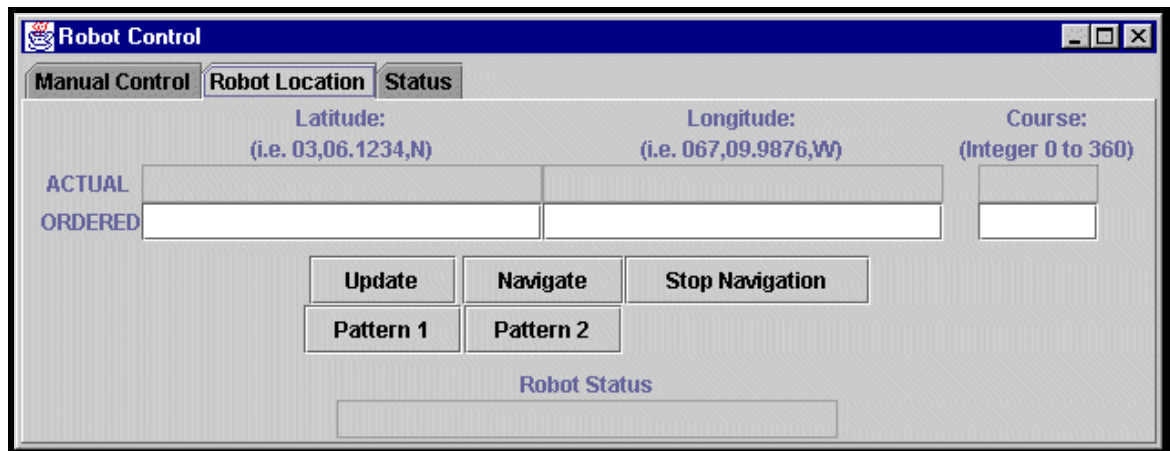 Robot Control
Manual Control Robot Location Status
Latitude: Longitude: Course:
(i.e. 03,06.1234,N) (i.e. 067,09.9876,W) (Integer 0 to 360)
ACTUAL
ORDERED
Update Navigate Stop Navigation
Pattern 1 Pattern 2
Robot Status